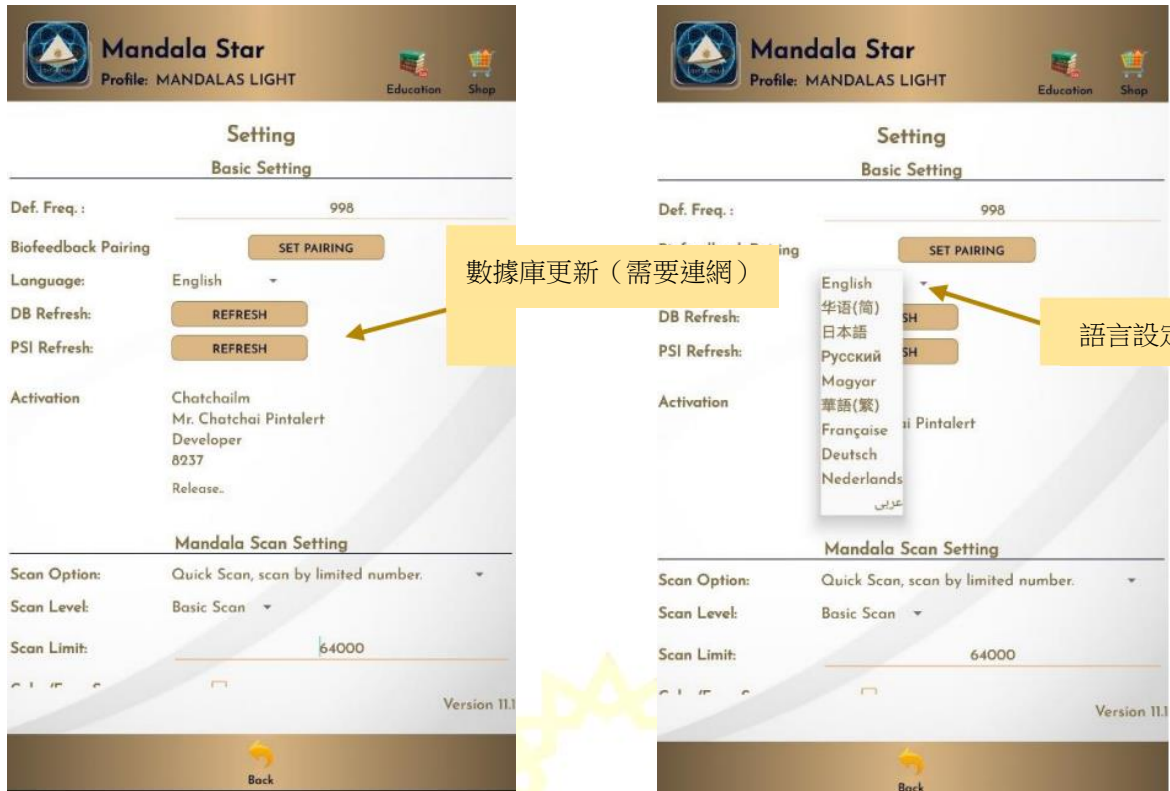 Mandala Star
Profile: MANDALAS LIGHT
Education
Shop
Setting
Basic Setting
Def. Freq. : 998
Biofeedback Pairing SET PAIRING
Language: English
DB Refresh: REFRESH
PSI Refresh: REFRESH
數據庫更新（需要連網）
Activation Chatchailm
Mr. Chatchai Pintalert
Developer
8237
Release..
Mandala Scan Setting
Scan Option: Quick Scan, scan by limited number.
Scan Level: Basic Scan
Scan Limit: 64000
Version 11.1
Back
Mandala Star
Profile: MANDALAS LIGHT
Education
Shop
Setting
Basic Setting
Def. Freq. : 998
SET PAIRING
English
华语(简)
日本語
Русский
Magyar
華語(繁)
Française
Deutsch
Nederlands
عربى
DB Refresh:
PSI Refresh:
語言設定
Activation
Pintalert
Mandala Scan Setting
Scan Option: Quick Scan, scan by limited number.
Scan Level: Basic Scan
Scan Limit: 64000
Version 11.1
Back